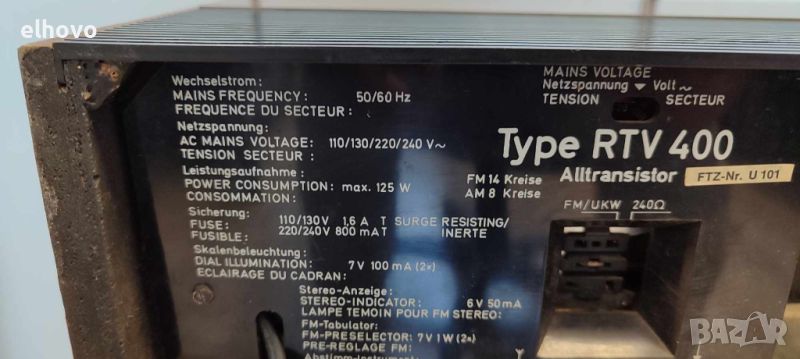 elhovo
Wechselstrom:
MAINS FREQUENCY: 50/60 Hz
FREQUENCE DU SECTEUR:
Netzspannung:
AC MAINS VOLTAGE: 110/130/220/240 V~
TENSION SECTEUR:
Leistungsaufnahme:
POWER CONSUMPTION: max. 125 W
CONSOMMATION:
Sicherung:
FUSE: 110/130V 1,6 A T SURGE RESISTING/
FUSIBLE: 220/240V 800 mA T INERTE
Skalenbeleuchtung:
DIAL ILLUMINATION: 7V 100 mA (2x)
ECLAIRAGE DU CADRAN:
Stereo-Anzeige:
STEREO-INDICATOR: 6V 50mA
LAMPE TEMOIN POUR FM STEREO:
FM-Tabulator:
FM-PRESELECTOR: 7V 1W (2x)
PRE-REGLAGE FM:
Abstimm-Instrument
MAINS VOLTAGE
Netzspannung ▾ Volt ~
TENSION SECTEUR
Type RTV 400
FM 14 Kreise
AM 8 Kreise
Alltransistor
FTZ-Nr. U 101
FM/UKW 240Ω
BAZAR.bg